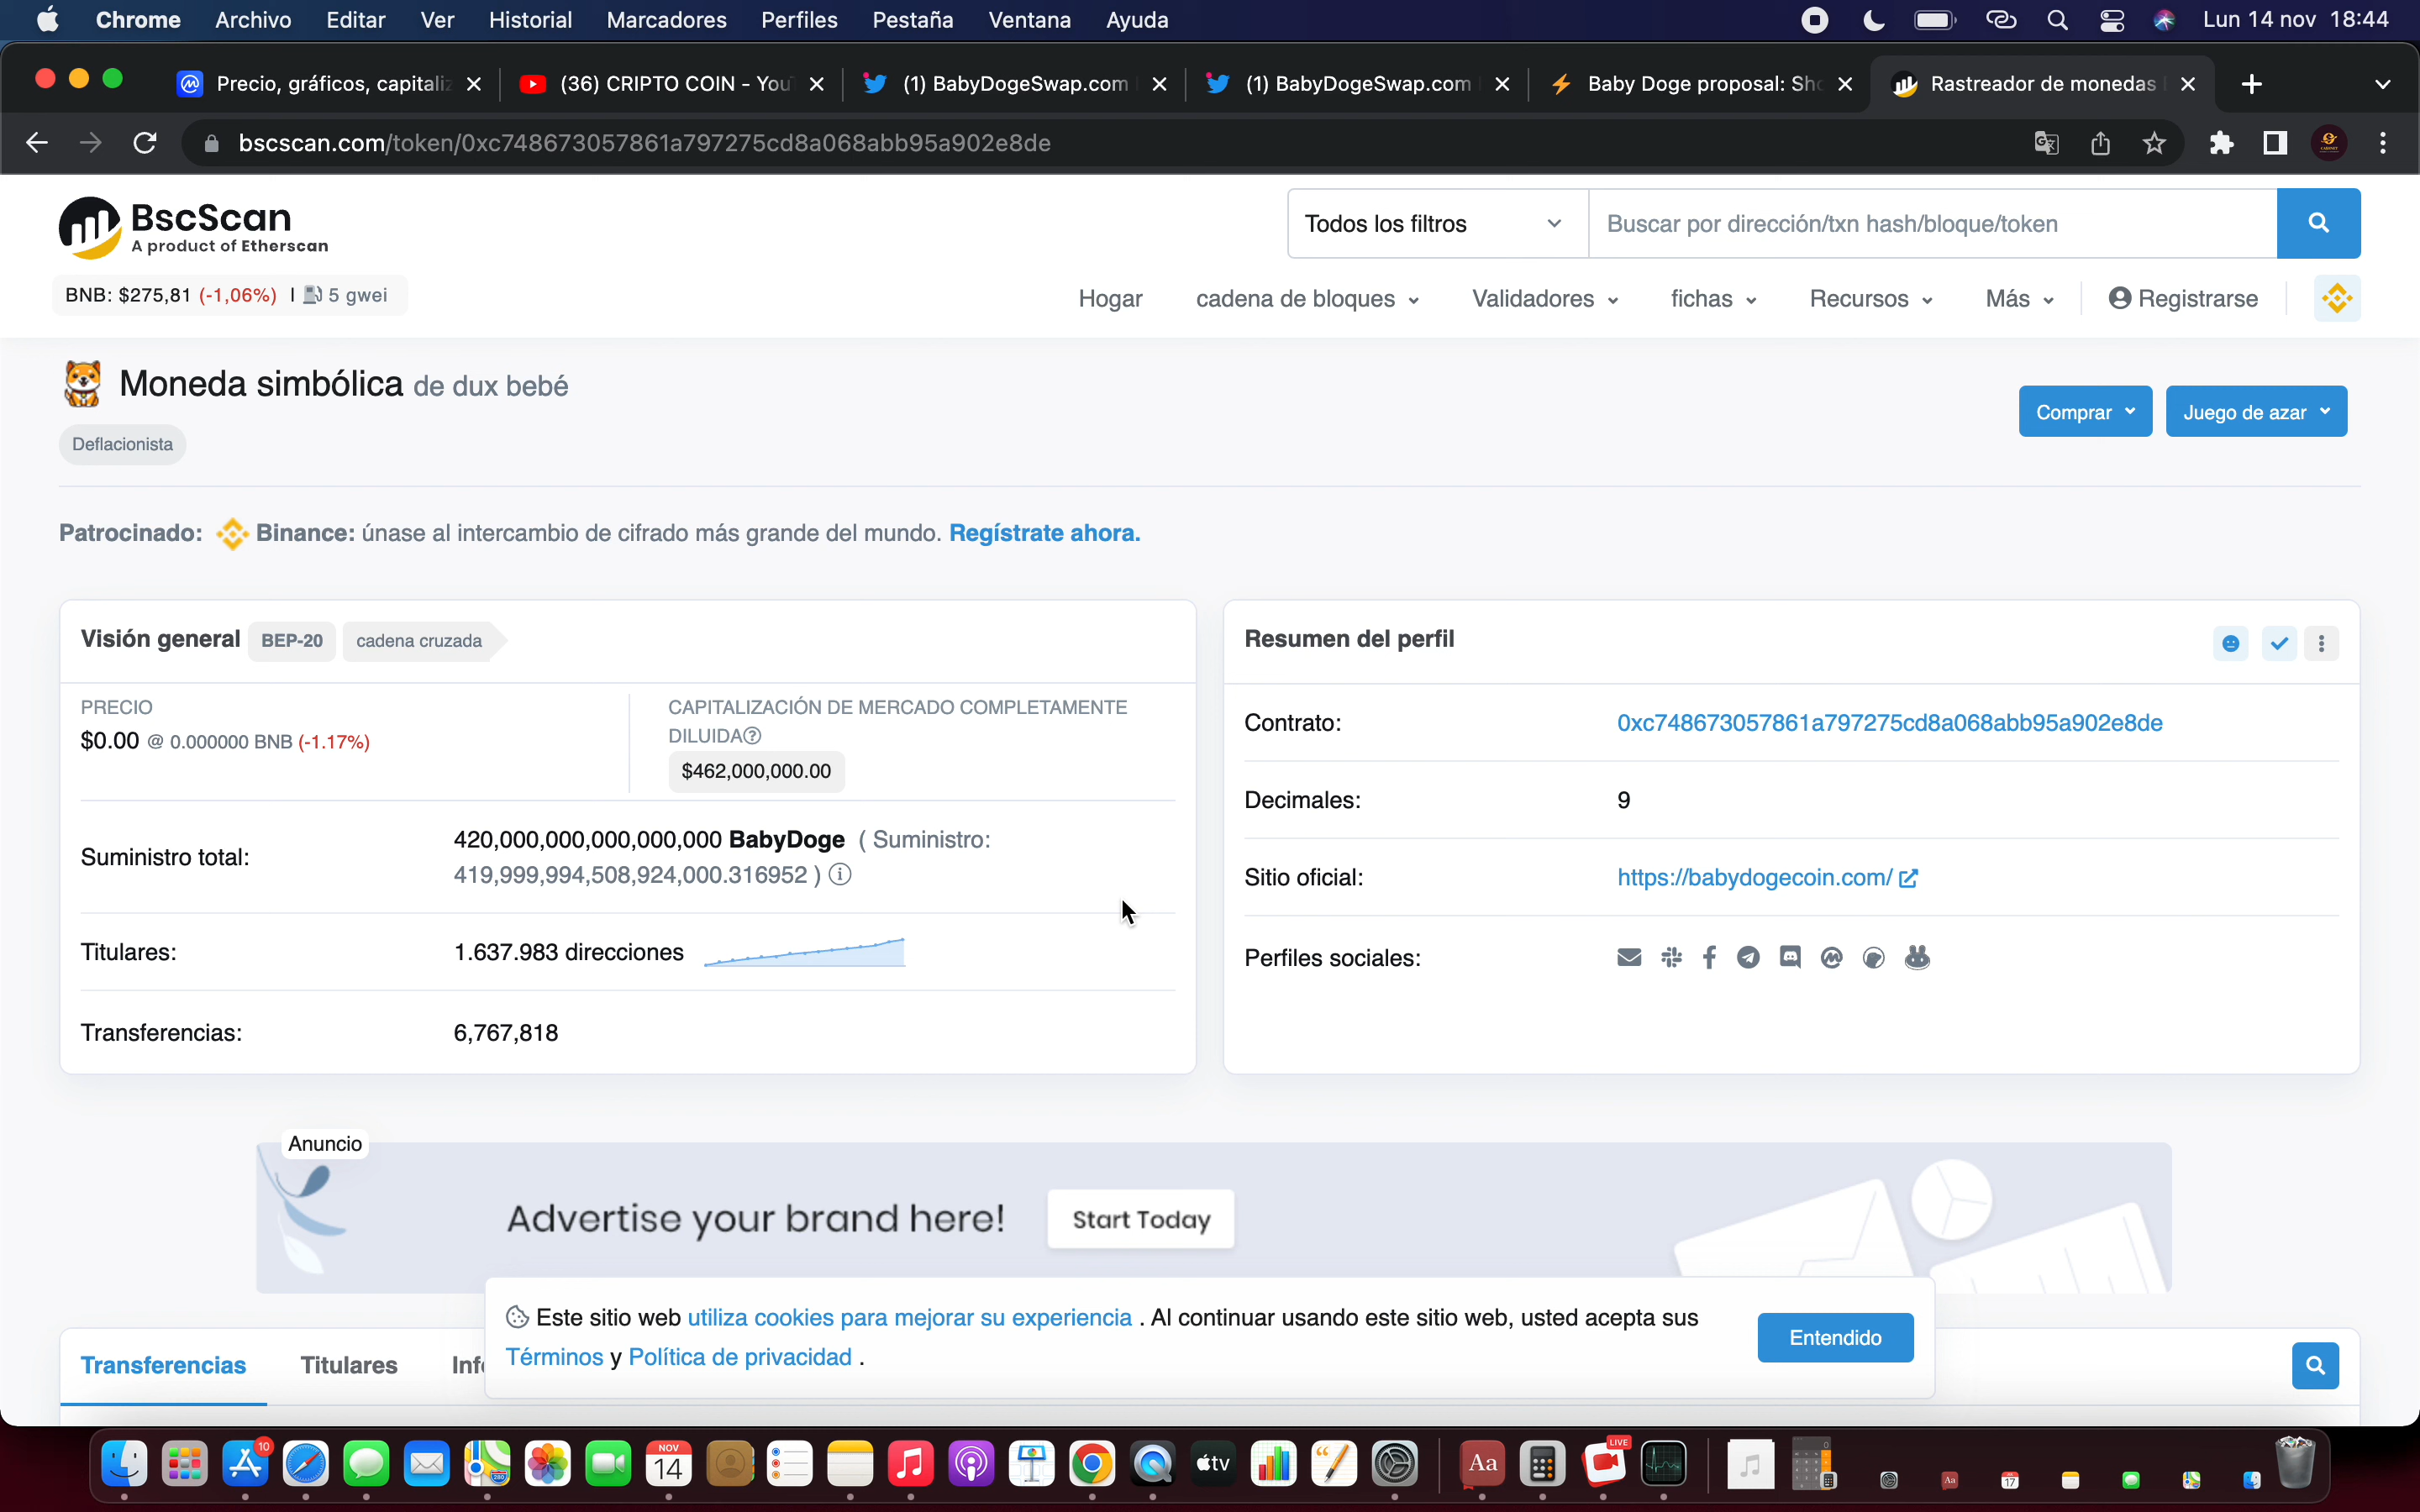 Chrome Archivo Editar Ver Historial Marcadores Perfiles Pestaña Ventana Ayuda Lun 14 nov 18:44
Precio, gráficos, capitaliz (36) CRIPTO COIN - You (1) BabyDogeSwap.com (1) BabyDogeSwap.com Baby Doge proposal: Sh Rastreador de monedas
bscscan.com/token/0xc748673057861a797275cd8a068abb95a902e8de
BscScan
A product of Etherscan
Todos los filtros
Buscar por dirección/txn hash/bloque/token
BNB: $275,81 (-1,06%) | 5 gwei
Hogar cadena de bloques Validadores fichas Recursos Más Registrarse
Moneda simbólica de dux bebé
Deflacionista
Comprar
Juego de azar
Patrocinado: Binance: únase al intercambio de cifrado más grande del mundo. Regístrate ahora.
Visión general BEP-20 cadena cruzada
PRECIO
$0.00 @ 0.000000 BNB (-1.17%)
CAPITALIZACIÓN DE MERCADO COMPLETAMENTE
DILUIDA
$462,000,000.00
Suministro total:
420,000,000,000,000,000 BabyDoge ( Suministro:
419,999,994,508,924,000.316952 )
Titulares: 1.637.983 direcciones
Transferencias: 6,767,818
Resumen del perfil
Contrato: 0xc748673057861a797275cd8a068abb95a902e8de
Decimales: 9
Sitio oficial: https://babydogecoin.com/
Perfiles sociales:
Anuncio
Advertise your brand here!
Start Today
Este sitio web utiliza cookies para mejorar su experiencia . Al continuar usando este sitio web, usted acepta sus
Términos y Política de privacidad .
Entendido
Transferencias Titulares Inf
10
NOV
14
tv
Aa
LIVE
Aa
17